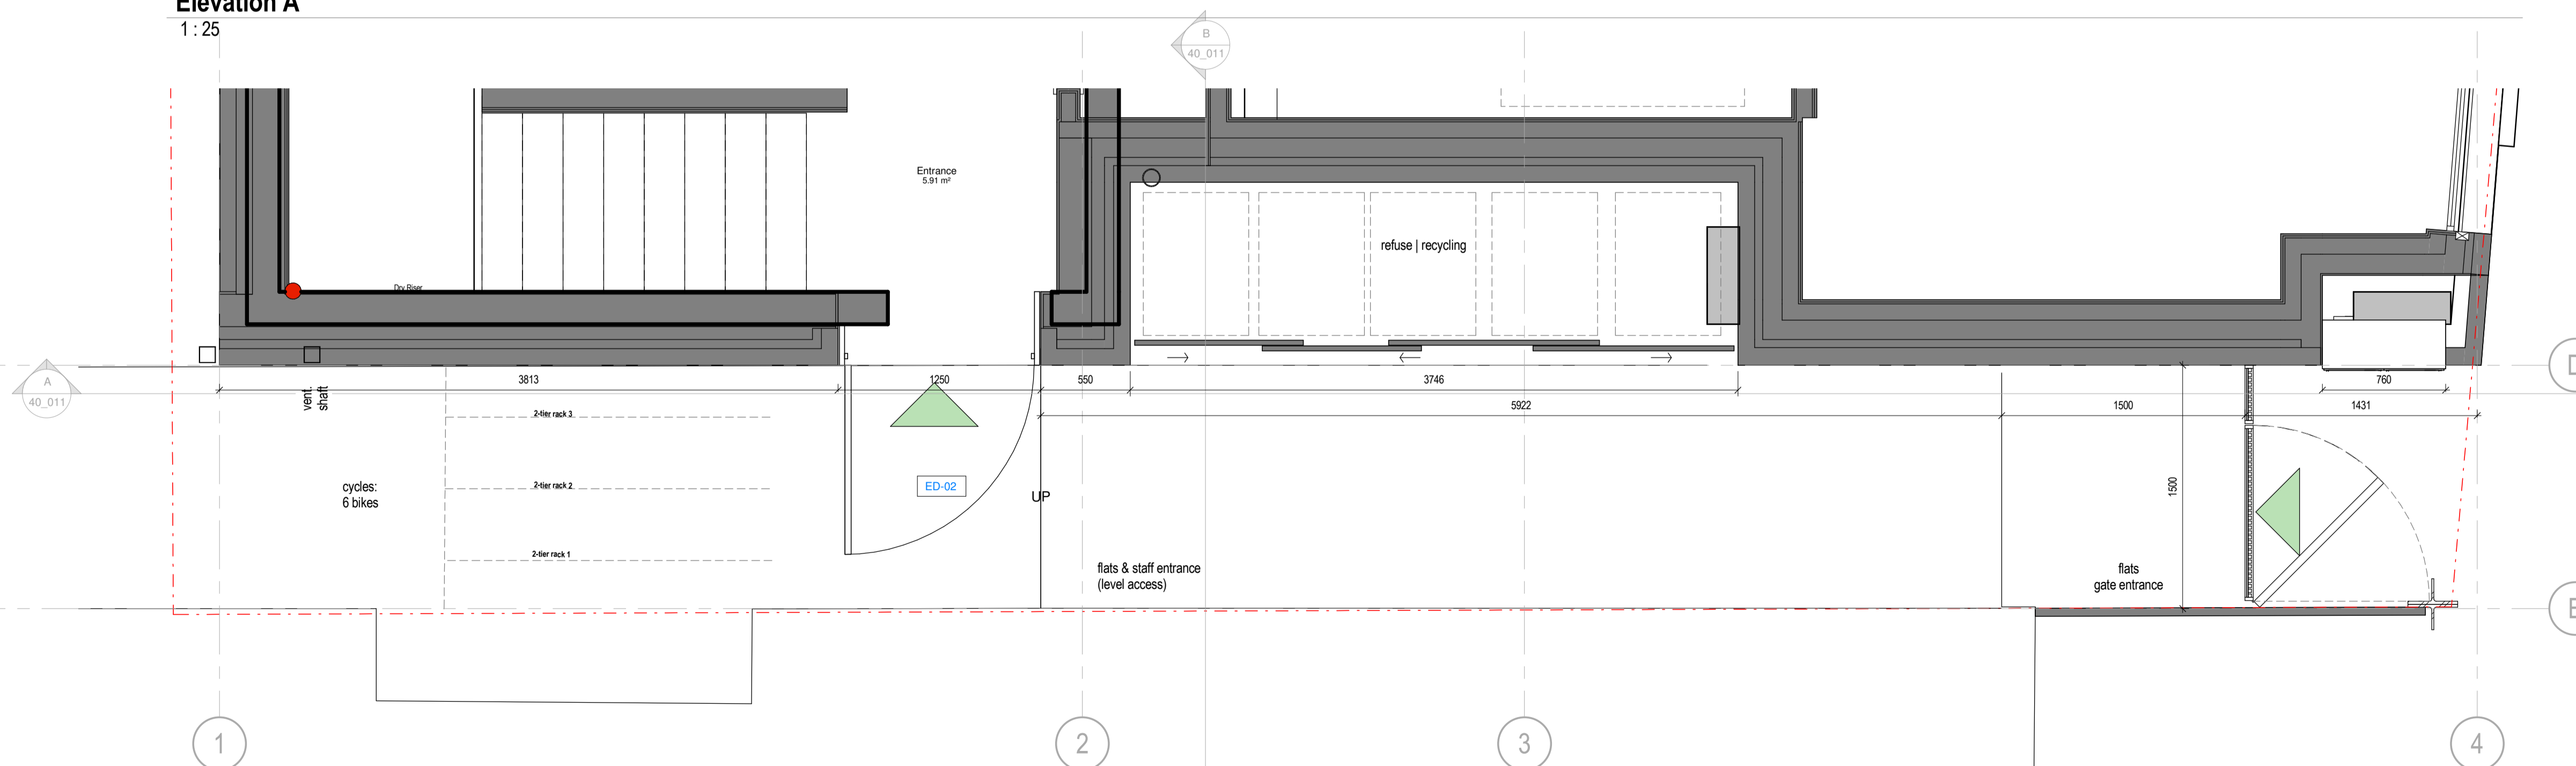 Elevation A
1 : 25
B
40_011
Entrance
5.91 m²
refuse | recycling
Dry Riser
A
40_011
3813
1250
550
3746
760
D
vent.
shaft
5922
1500
1431
2-tier rack 3
cycles:
6 bikes
2-tier rack 2
ED-02
UP
1500
2-tier rack 1
flats & staff entrance
(level access)
flats
gate entrance
1
2
3
4